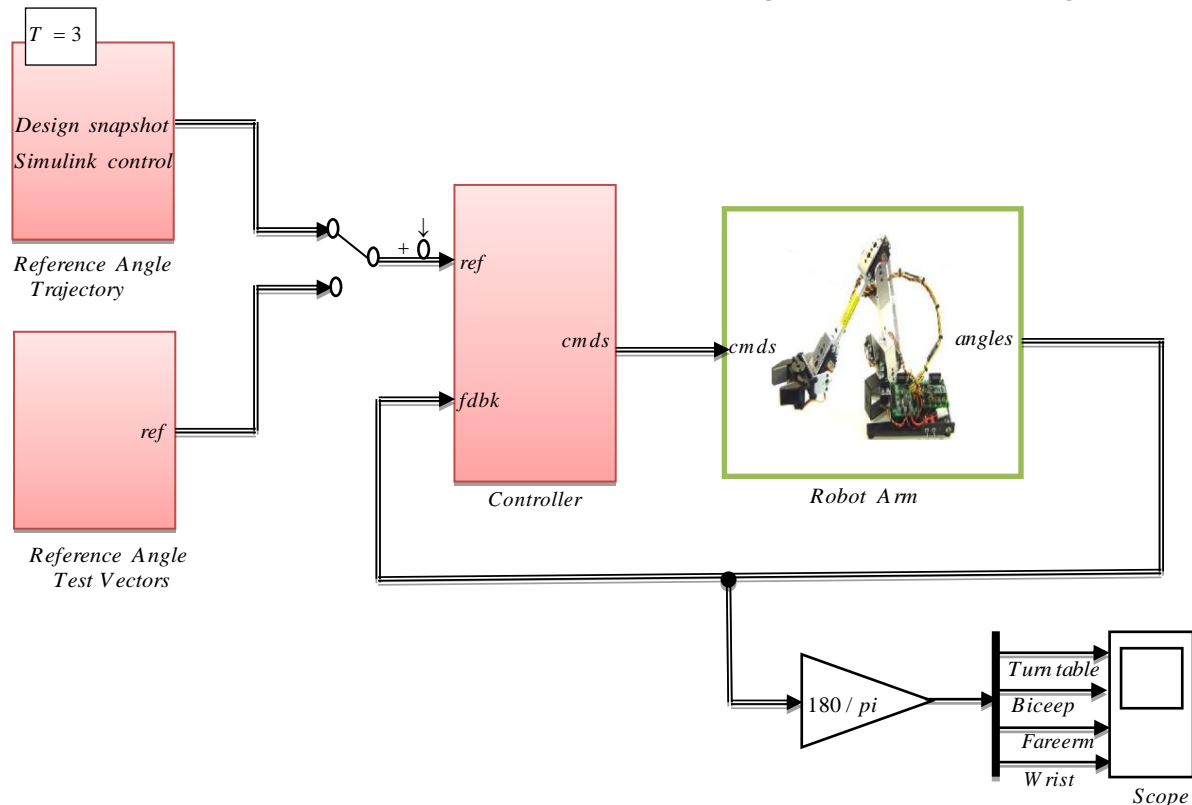 T = 3
Design snapshot
Simulink control
Reference Angle
Trajectory
+
↓
ref
cmds
fdbk
Controller
cmds
angles
Robot Arm
ref
Reference Angle
Test Vectors
180 / pi
Turn table
Biceep
Fareerm
Wrist
Scope